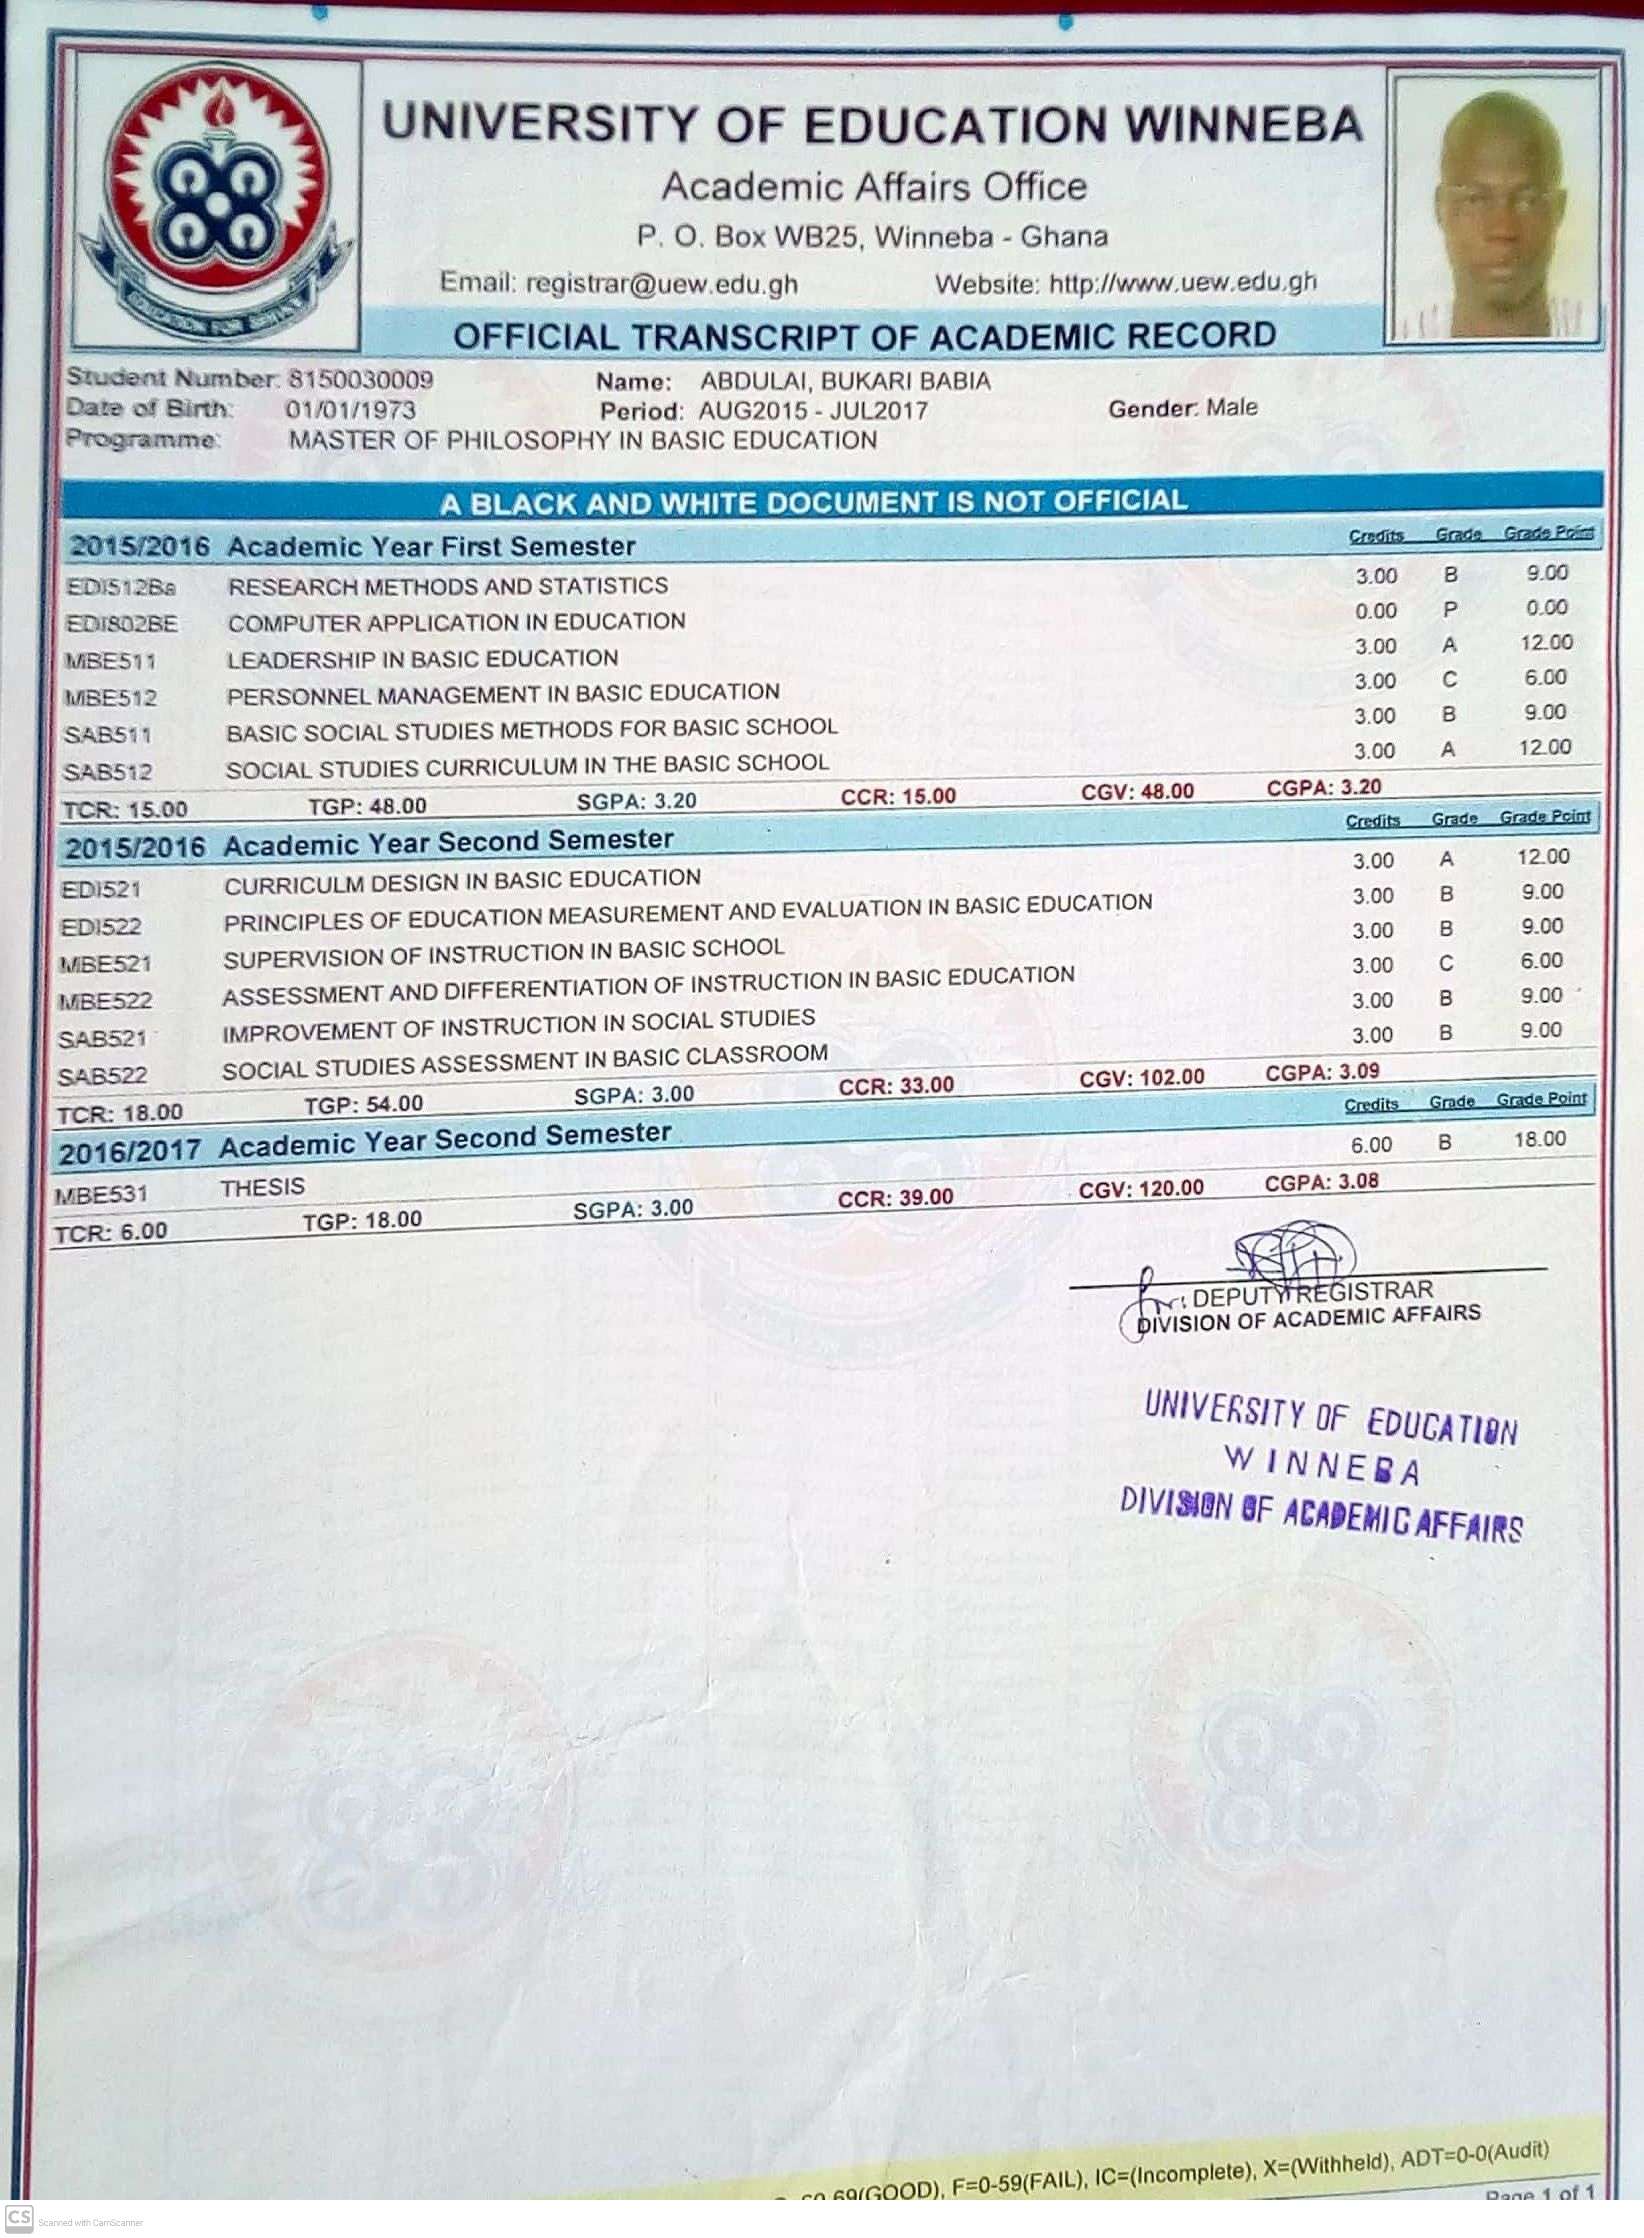 UNIVERSITY OF EDUCATION WINNEBA
Academic Affairs Office
P. O. Box WB25, Winneba - Ghana
Email: registrar@uew.edu.gh Website: http://www.uew.edu.gh
OFFICIAL TRANSCRIPT OF ACADEMIC RECORD
Student Number: 8150030009 Name: ABDULAI, BUKARI BABIA
Date of Birth: 01/01/1973 Period: AUG2015 - JUL2017 Gender: Male
Programme: MASTER OF PHILOSOPHY IN BASIC EDUCATION
A BLACK AND WHITE DOCUMENT IS NOT OFFICIAL
2015/2016 Academic Year First Semester Credits Grade Grade Point
EDI512Ba RESEARCH METHODS AND STATISTICS 3.00 B 9.00
EDI802BE COMPUTER APPLICATION IN EDUCATION 0.00 P 0.00
MBE511 LEADERSHIP IN BASIC EDUCATION 3.00 A 12.00
MBE512 PERSONNEL MANAGEMENT IN BASIC EDUCATION 3.00 C 6.00
SAB511 BASIC SOCIAL STUDIES METHODS FOR BASIC SCHOOL 3.00 B 9.00
SAB512 SOCIAL STUDIES CURRICULUM IN THE BASIC SCHOOL 3.00 A 12.00
TCR: 15.00 TGP: 48.00 SGPA: 3.20 CCR: 15.00 CGV: 48.00 CGPA: 3.20
2015/2016 Academic Year Second Semester Credits Grade Grade Point
EDI521 CURRICULM DESIGN IN BASIC EDUCATION 3.00 A 12.00
EDI522 PRINCIPLES OF EDUCATION MEASUREMENT AND EVALUATION IN BASIC EDUCATION 3.00 B 9.00
MBE521 SUPERVISION OF INSTRUCTION IN BASIC SCHOOL 3.00 B 9.00
MBE522 ASSESSMENT AND DIFFERENTIATION OF INSTRUCTION IN BASIC EDUCATION 3.00 C 6.00
SAB521 IMPROVEMENT OF INSTRUCTION IN SOCIAL STUDIES 3.00 B 9.00
SAB522 SOCIAL STUDIES ASSESSMENT IN BASIC CLASSROOM 3.00 B 9.00
TCR: 18.00 TGP: 54.00 SGPA: 3.00 CCR: 33.00 CGV: 102.00 CGPA: 3.09
2016/2017 Academic Year Second Semester Credits Grade Grade Point
MBE531 THESIS 6.00 B 18.00
TCR: 6.00 TGP: 18.00 SGPA: 3.00 CCR: 39.00 CGV: 120.00 CGPA: 3.08
DEPUTY REGISTRAR
DIVISION OF ACADEMIC AFFAIRS
UNIVERSITY OF EDUCATION
WINNEBA
DIVISION OF ACADEMIC AFFAIRS
69(GOOD), F=0-59(FAIL), IC=(Incomplete), X=(Withheld), ADT=0-0(Audit)
Page 1 of 1
CS Scanned with CamScanner